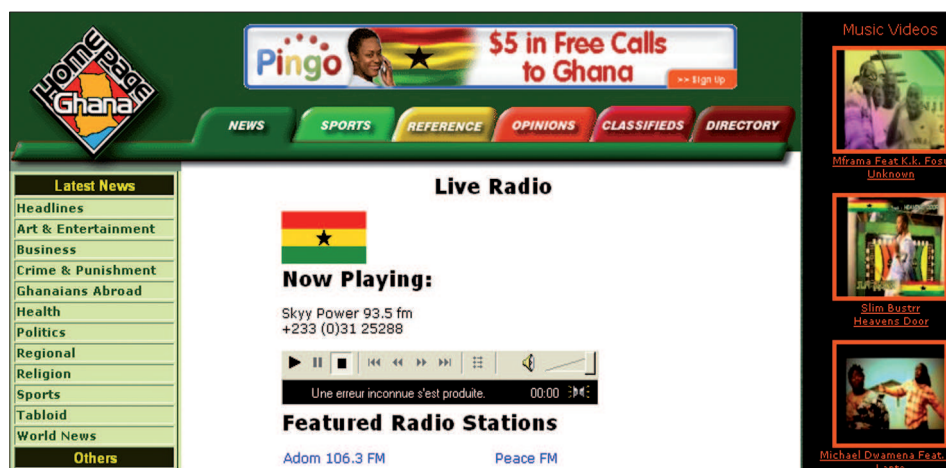 HOME PAGE
Ghana
Pingo
$5 in Free Calls
to Ghana
>> Sign Up
NEWS
SPORTS
REFERENCE
OPINIONS
CLASSIFIEDS
DIRECTORY
Latest News
Headlines
Art & Entertainment
Business
Crime & Punishment
Ghanaians Abroad
Health
Politics
Regional
Religion
Sports
Tabloid
World News
Others
Live Radio
Now Playing:
Skyy Power 93.5 fm
+233 (0)31 25288
Une erreur inconnue s'est produite. 00:00
Featured Radio Stations
Adom 106.3 FM
Peace FM
Music Videos
Mframa Feat K.k. Fosu
Unknown
Slim Bustrr
Heavens Door
Michael Dwamena Feat.